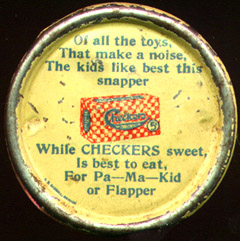 Of all the toys,
That make a noise,
The kids like best this
snapper
Checkers
While CHECKERS sweet,
Is best to eat,
For Pa—Ma—Kid
or Flapper